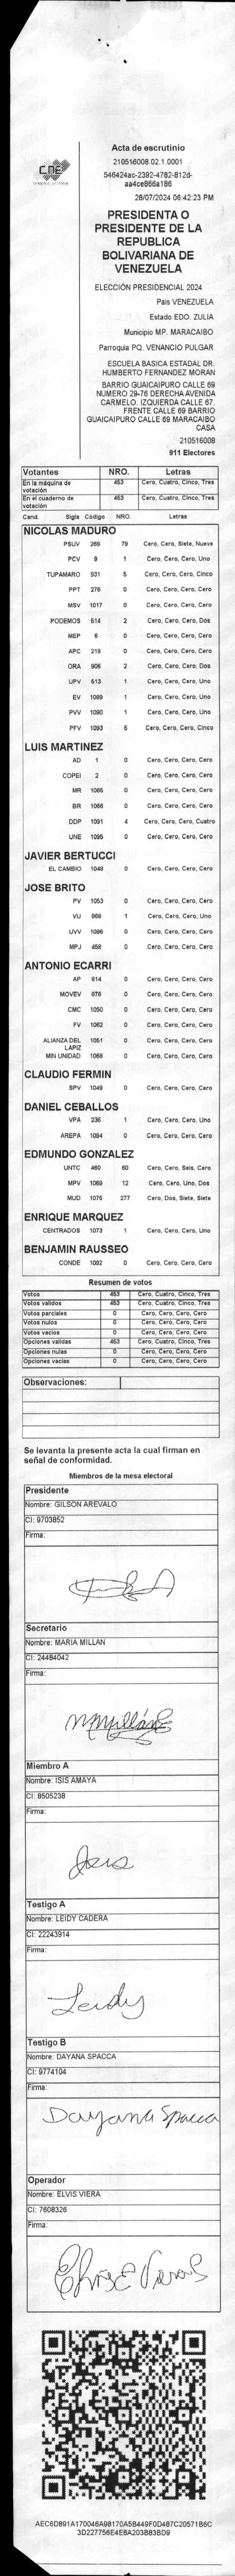 CNE
Acta de escrutinio
210516008.02.1.0001
546424ac-2392-4782-812d-
aa4ce866a186
28/07/2024 06:42:23 PM
PRESIDENTA O
PRESIDENTE DE LA
REPUBLICA
BOLIVARIANA DE
VENEZUELA
ELECCIÓN PRESIDENCIAL 2024
País VENEZUELA
Estado EDO. ZULIA
Municipio MP. MARACAIBO
Parroquia PQ. VENANCIO PULGAR
ESCUELA BASICA ESTADAL DR.
HUMBERTO FERNANDEZ MORAN
BARRIO GUAICAIPURO CALLE 69
NUMERO 29-76 DERECHA AVENIDA
CARMELO. IZQUIERDA CALLE 67.
FRENTE CALLE 69 BARRIO
GUAICAIPURO CALLE 69 MARACAIBO
CASA
210516008
911 Electores
Votantes NRO. Letras
En la máquina de votación 453 Cero, Cuatro, Cinco, Tres
En el cuaderno de votación 453 Cero, Cuatro, Cinco, Tres
Cand. Sigla Código NRO. Letras
NICOLAS MADURO
PSUV 269 79 Cero, Cero, Siete, Nueve
PCV 9 1 Cero, Cero, Cero, Uno
TUPAMARO 931 5 Cero, Cero, Cero, Cinco
PPT 276 0 Cero, Cero, Cero, Cero
MSV 1017 0 Cero, Cero, Cero, Cero
PODEMOS 514 2 Cero, Cero, Cero, Dos
MEP 6 0 Cero, Cero, Cero, Cero
APC 219 0 Cero, Cero, Cero, Cero
ORA 906 2 Cero, Cero, Cero, Dos
UPV 513 1 Cero, Cero, Cero, Uno
EV 1089 1 Cero, Cero, Cero, Uno
PVV 1090 1 Cero, Cero, Cero, Uno
PFV 1093 5 Cero, Cero, Cero, Cinco
LUIS MARTINEZ
AD 1 0 Cero, Cero, Cero, Cero
COPEI 2 0 Cero, Cero, Cero, Cero
MR 1065 0 Cero, Cero, Cero, Cero
BR 1066 0 Cero, Cero, Cero, Cero
DDP 1091 4 Cero, Cero, Cero, Cuatro
UNE 1095 0 Cero, Cero, Cero, Cero
JAVIER BERTUCCI
EL CAMBIO 1048 0 Cero, Cero, Cero, Cero
JOSE BRITO
PV 1053 0 Cero, Cero, Cero, Cero
VU 868 1 Cero, Cero, Cero, Uno
UVV 1096 0 Cero, Cero, Cero, Cero
MPJ 458 0 Cero, Cero, Cero, Cero
ANTONIO ECARRI
AP 814 0 Cero, Cero, Cero, Cero
MOVEV 878 0 Cero, Cero, Cero, Cero
CMC 1050 0 Cero, Cero, Cero, Cero
FV 1062 0 Cero, Cero, Cero, Cero
ALIANZA DEL LAPIZ 1051 0 Cero, Cero, Cero, Cero
MIN UNIDAD 1068 0 Cero, Cero, Cero, Cero
CLAUDIO FERMIN
SPV 1049 0 Cero, Cero, Cero, Cero
DANIEL CEBALLOS
VPA 236 1 Cero, Cero, Cero, Uno
AREPA 1094 0 Cero, Cero, Cero, Cero
EDMUNDO GONZALEZ
UNTC 460 60 Cero, Cero, Seis, Cero
MPV 1069 12 Cero, Cero, Uno, Dos
MUD 1075 277 Cero, Dos, Siete, Siete
ENRIQUE MARQUEZ
CENTRADOS 1073 1 Cero, Cero, Cero, Uno
BENJAMIN RAUSSEO
CONDE 1092 0 Cero, Cero, Cero, Cero
Resumen de votos
Votos 453 Cero, Cuatro, Cinco, Tres
Votos validos 453 Cero, Cuatro, Cinco, Tres
Votos parciales 0 Cero, Cero, Cero, Cero
Votos nulos 0 Cero, Cero, Cero, Cero
Votos vacios 0 Cero, Cero, Cero, Cero
Opciones validas 453 Cero, Cuatro, Cinco, Tres
Opciones nulas 0 Cero, Cero, Cero, Cero
Opciones vacias 0 Cero, Cero, Cero, Cero
Observaciones:
Se levanta la presente acta la cual firman en
señal de conformidad.
Miembros de la mesa electoral
Presidente
Nombre: GILSON AREVALO
CI: 9703852
Firma:
Secretario
Nombre: MARIA MILLAN
CI: 24484042
Firma:
MMillán
Miembro A
Nombre: ISIS AMAYA
CI: 8505238
Firma:
Isis
Testigo A
Nombre: LEIDY CADERA
CI: 22243914
Firma:
Leidy
Testigo B
Nombre: DAYANA SPACCA
CI: 9774104
Firma:
Dayana Spacca
Operador
Nombre: ELVIS VIERA
CI: 7608326
Firma:
AEC6D891A170046A98170A5B449F0D487C20571B6C
3D227756E4E8A203B83BD9